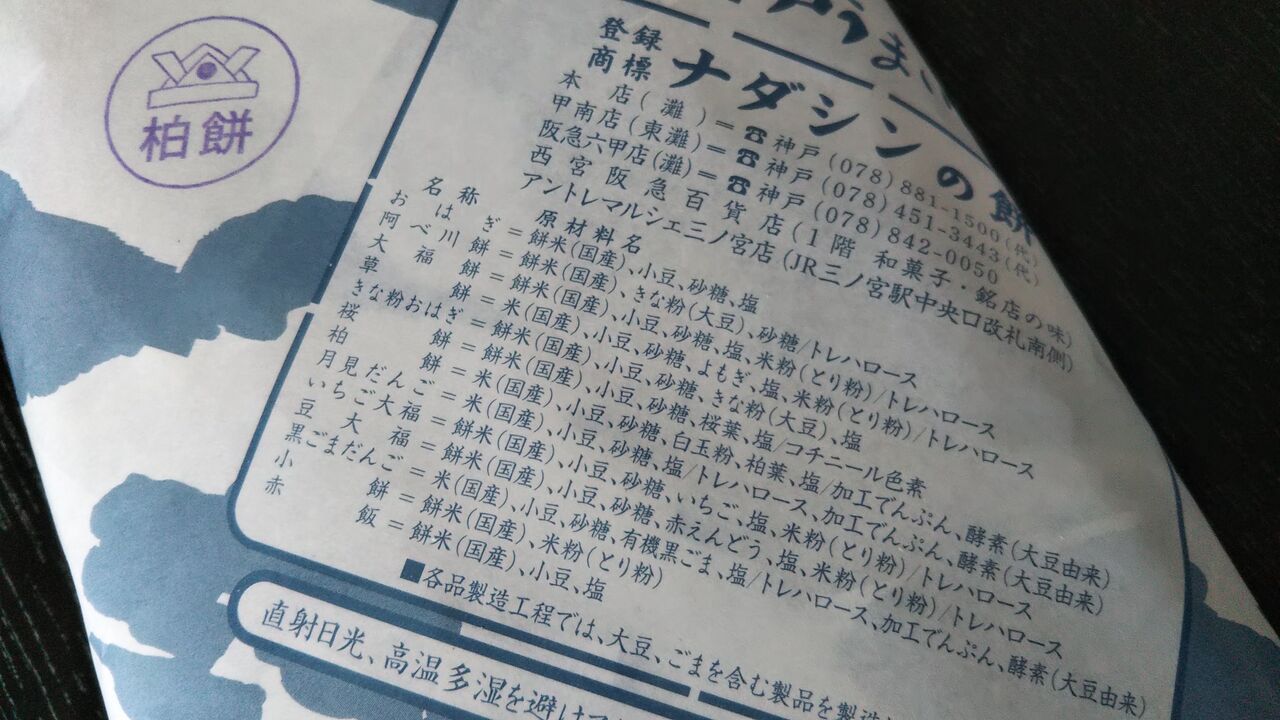 柏餅
戸うまい
登録
商標 ナダシンの餅
本店(灘)=☎神戸(078)881-1500(代)
甲南店(東灘)=☎神戸(078)451-3443(代)
阪急六甲店(灘)=☎神戸(078)842-0050
西宮阪急百貨店(1階 和菓子・銘店の味)
アントレマルシェ三ノ宮店(JR三ノ宮駅中央口改札南側)
名称 原材料名
おはぎ=餅米(国産)、小豆、砂糖、塩
阿べ川餅=餅米(国産)、きな粉(大豆)、砂糖/トレハロース
大福餅=餅米(国産)、小豆、砂糖、塩、米粉(とり粉)/トレハロース
草餅=米(国産)、小豆、砂糖、よもぎ、塩、米粉(とり粉)/トレハロース
きな粉おはぎ=餅米(国産)、小豆、砂糖、きな粉(大豆)、塩
桜餅=餅米(国産)、小豆、砂糖、桜葉、塩/コチニール色素
柏餅=米(国産)、小豆、砂糖、白玉粉、柏葉、塩/加工でんぷん、酵素(大豆由来)
月見だんご=米(国産)、小豆、砂糖、塩/トレハロース、加工でんぷん、酵素(大豆由来)
いちご大福=餅米(国産)、小豆、砂糖、いちご、塩、米粉(とり粉)/トレハロース
豆大福=餅米(国産)、小豆、砂糖、赤えんどう、塩、米粉(とり粉)/トレハロース
黒ごまだんご=米(国産)、小豆、砂糖、有機黒ごま、塩/トレハロース、加工でんぷん、酵素(大豆由来)
小餅=餅米(国産)、米粉(とり粉)
赤飯=餅米(国産)、小豆、塩
■各品製造工程では、大豆、ごまを含む製品を製造
直射日光、高温多湿を避け